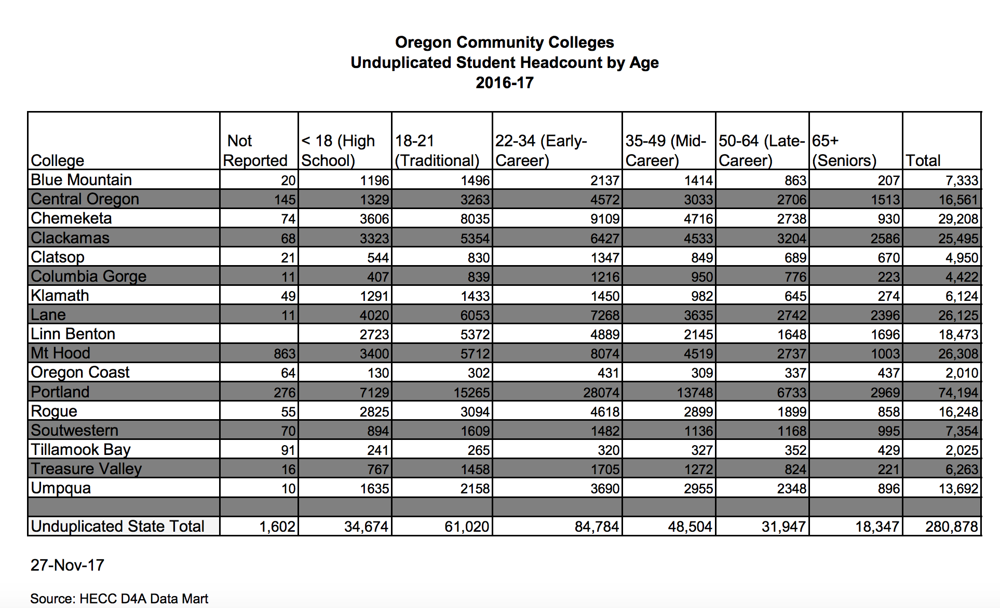 Oregon Community Colleges
Unduplicated Student Headcount by Age
2016-17
College Not Reported < 18 (High School) 18-21 (Traditional) 22-34 (Early-Career) 35-49 (Mid-Career) 50-64 (Late-Career) 65+ (Seniors) Total
Blue Mountain 20 1196 1496 2137 1414 863 207 7,333
Central Oregon 145 1329 3263 4572 3033 2706 1513 16,561
Chemeketa 74 3606 8035 9109 4716 2738 930 29,208
Clackamas 68 3323 5354 6427 4533 3204 2586 25,495
Clatsop 21 544 830 1347 849 689 670 4,950
Columbia Gorge 11 407 839 1216 950 776 223 4,422
Klamath 49 1291 1433 1450 982 645 274 6,124
Lane 11 4020 6053 7268 3635 2742 2396 26,125
Linn Benton 2723 5372 4889 2145 1648 1696 18,473
Mt Hood 863 3400 5712 8074 4519 2737 1003 26,308
Oregon Coast 64 130 302 431 309 337 437 2,010
Portland 276 7129 15265 28074 13748 6733 2969 74,194
Rogue 55 2825 3094 4618 2899 1899 858 16,248
Soutwestern 70 894 1609 1482 1136 1168 995 7,354
Tillamook Bay 91 241 265 320 327 352 429 2,025
Treasure Valley 16 767 1458 1705 1272 824 221 6,263
Umpqua 10 1635 2158 3690 2955 2348 896 13,692
Unduplicated State Total 1,602 34,674 61,020 84,784 48,504 31,947 18,347 280,878
27-Nov-17
Source: HECC D4A Data Mart